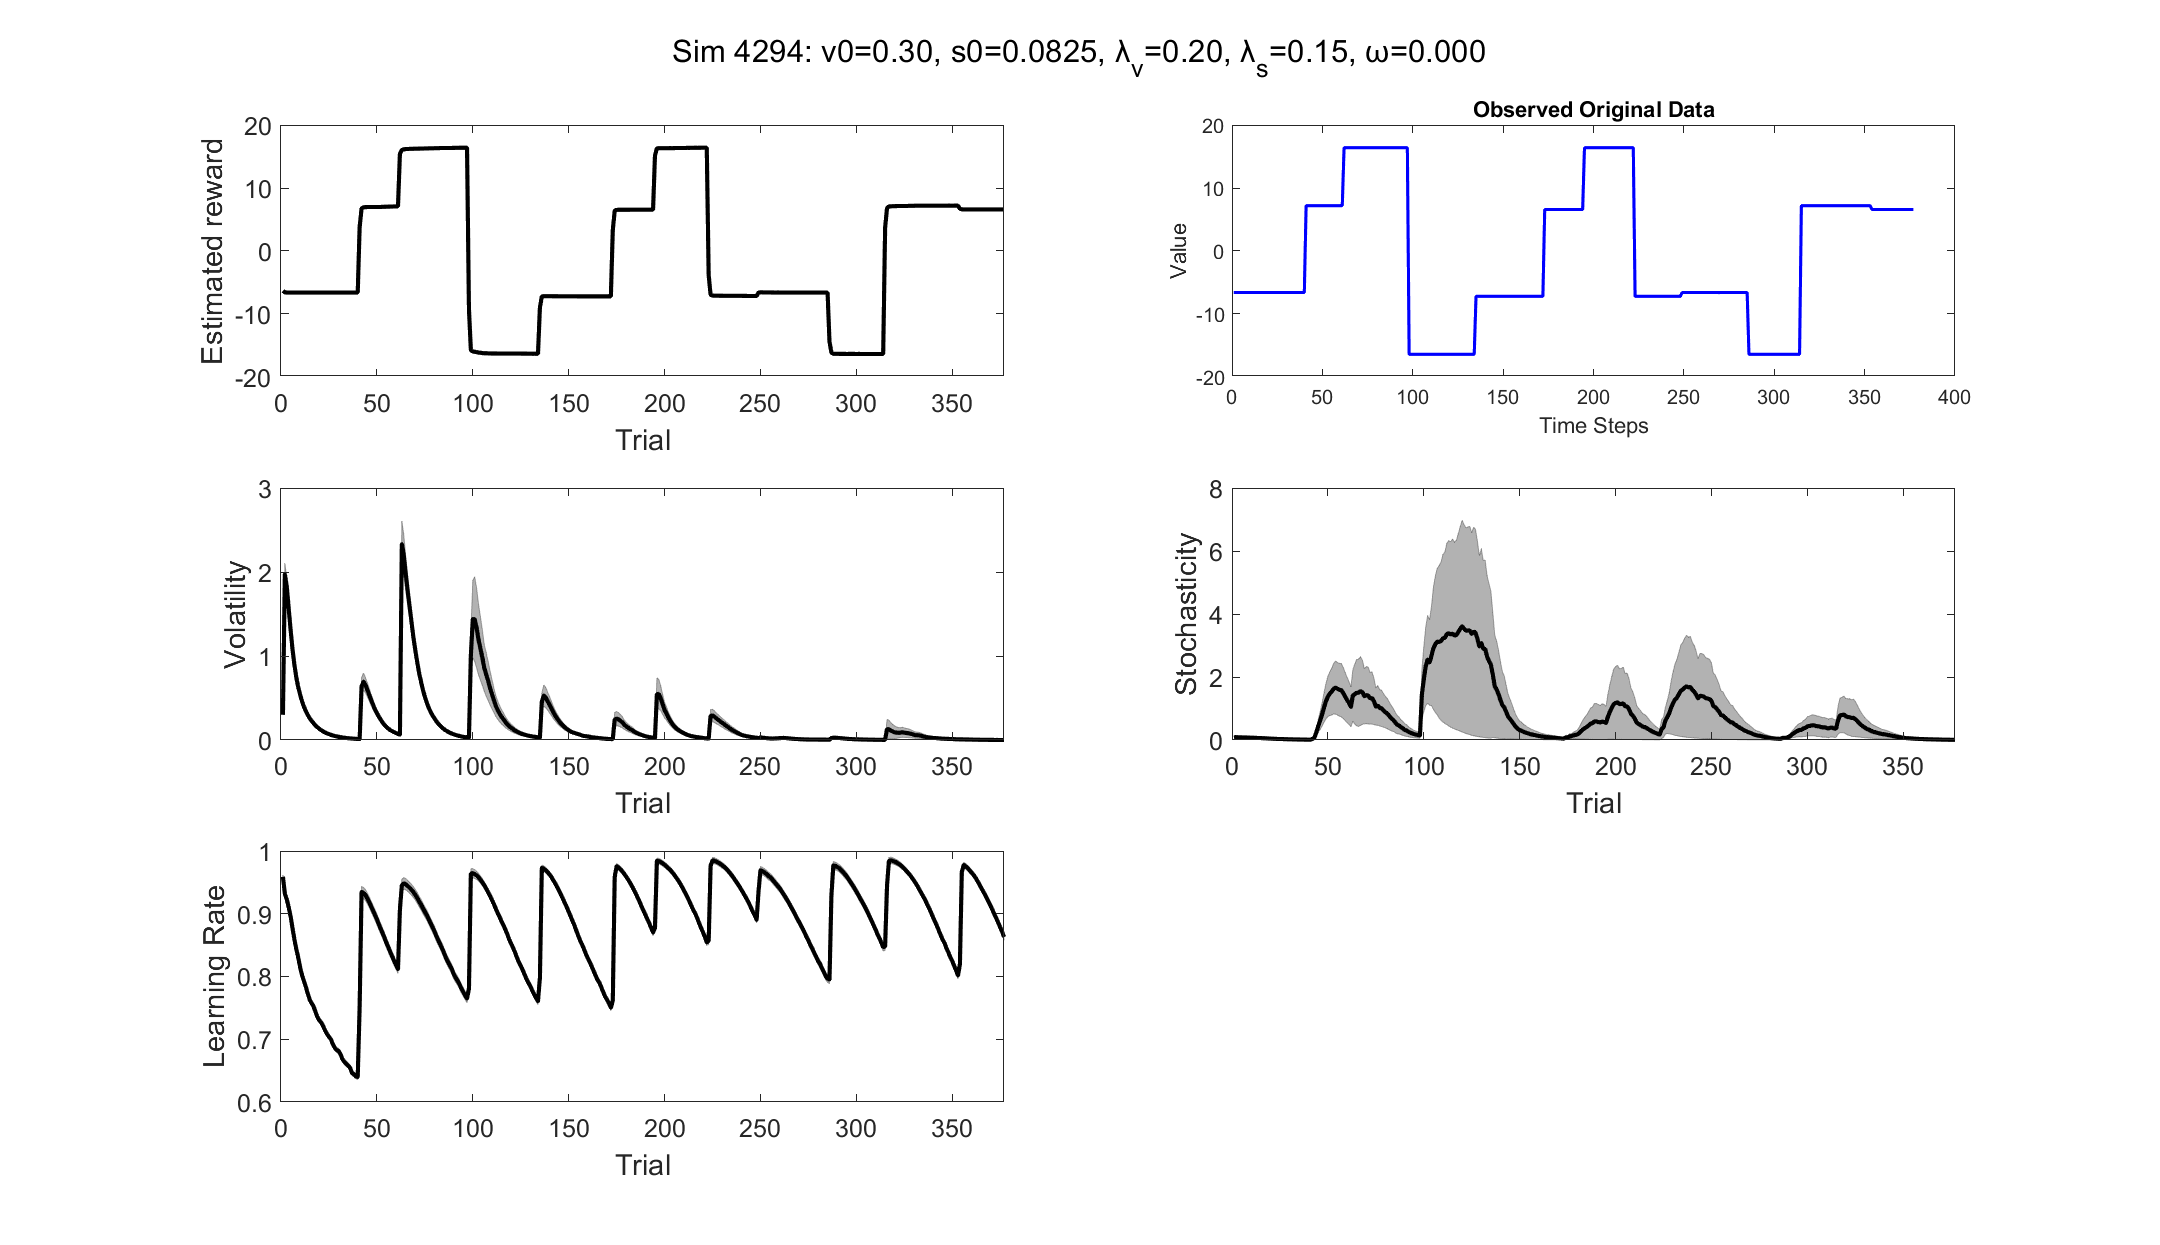 Sim 4294: v0=0.30, s0=0.0825, λv=0.20, λs=0.15, ω=0.000
Estimated reward
20
10
0
-10
-20
0 50 100 150 200 250 300 350
Trial
Observed Original Data
Value
20
10
0
-10
-20
0 50 100 150 200 250 300 350 400
Time Steps
Volatility
3
2
1
0
0 50 100 150 200 250 300 350
Trial
Stochasticity
8
6
4
2
0
0 50 100 150 200 250 300 350
Trial
Learning Rate
1
0.9
0.8
0.7
0.6
0 50 100 150 200 250 300 350
Trial